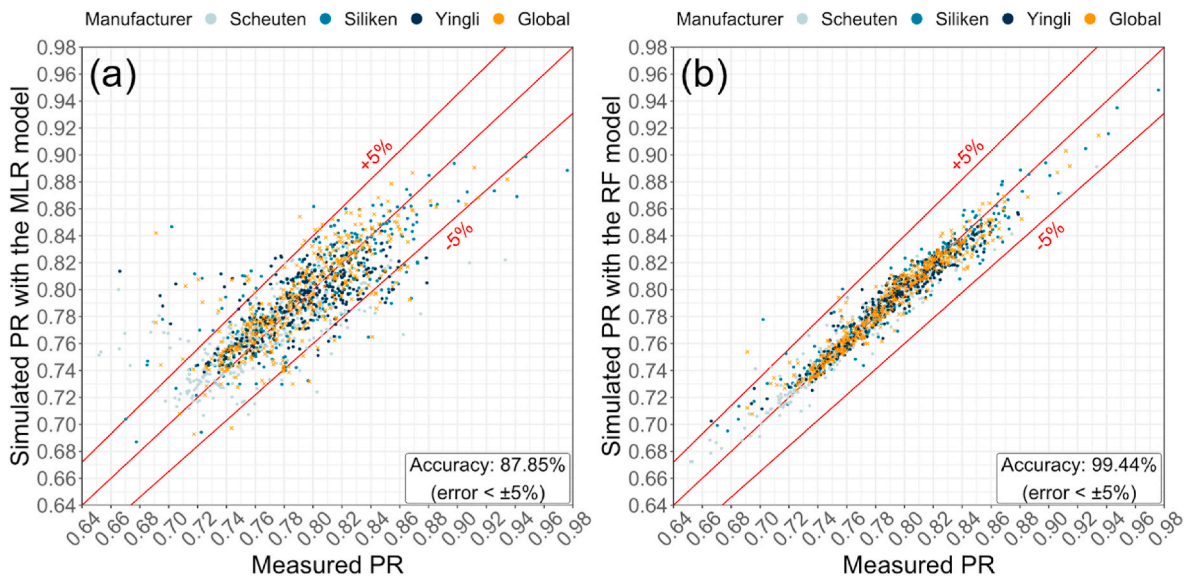 Manufacturer Scheuten Siliken Yingli Global
(a)
Simulated PR with the MLR model
0.98
0.96
0.94
0.92
0.90
0.88
0.86
0.84
0.82
0.80
0.78
0.76
0.74
0.72
0.70
0.68
0.66
0.64
+5%
-5%
Accuracy: 87.85%
(error < ±5%)
0.64 0.66 0.68 0.70 0.72 0.74 0.76 0.78 0.80 0.82 0.84 0.86 0.88 0.90 0.92 0.94 0.96 0.98
Measured PR
Manufacturer Scheuten Siliken Yingli Global
(b)
Simulated PR with the RF model
0.98
0.96
0.94
0.92
0.90
0.88
0.86
0.84
0.82
0.80
0.78
0.76
0.74
0.72
0.70
0.68
0.66
0.64
+5%
-5%
Accuracy: 99.44%
(error < ±5%)
0.64 0.66 0.68 0.70 0.72 0.74 0.76 0.78 0.80 0.82 0.84 0.86 0.88 0.90 0.92 0.94 0.96 0.98
Measured PR